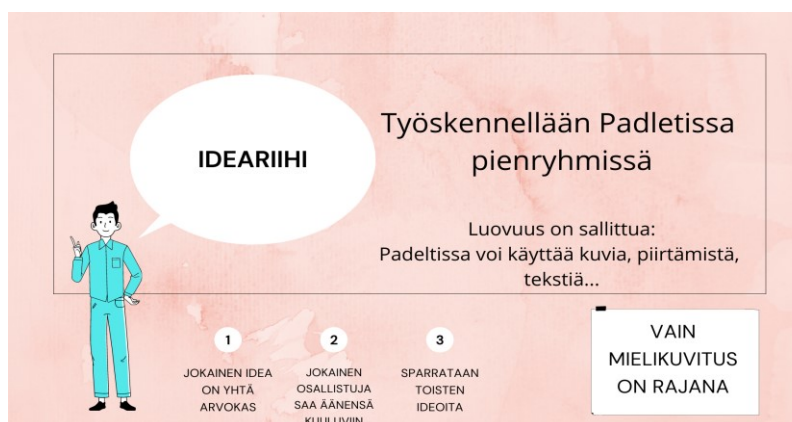 IDEARIIHI
Työskennellään Padletissa
pienryhmissä
Luovuus on sallittua:
Padeltissa voi käyttää kuvia, piirtämistä,
tekstiä...
1
JOKAINEN IDEA
ON YHTÄ
ARVOKAS
2
JOKAINEN
OSALLISTUJA
SAA ÄÄNENSÄ
KUULUVIIN
3
SPARRATAAN
TOISTEN
IDEOITA
VAIN
MIELIKUVITUS
ON RAJANA